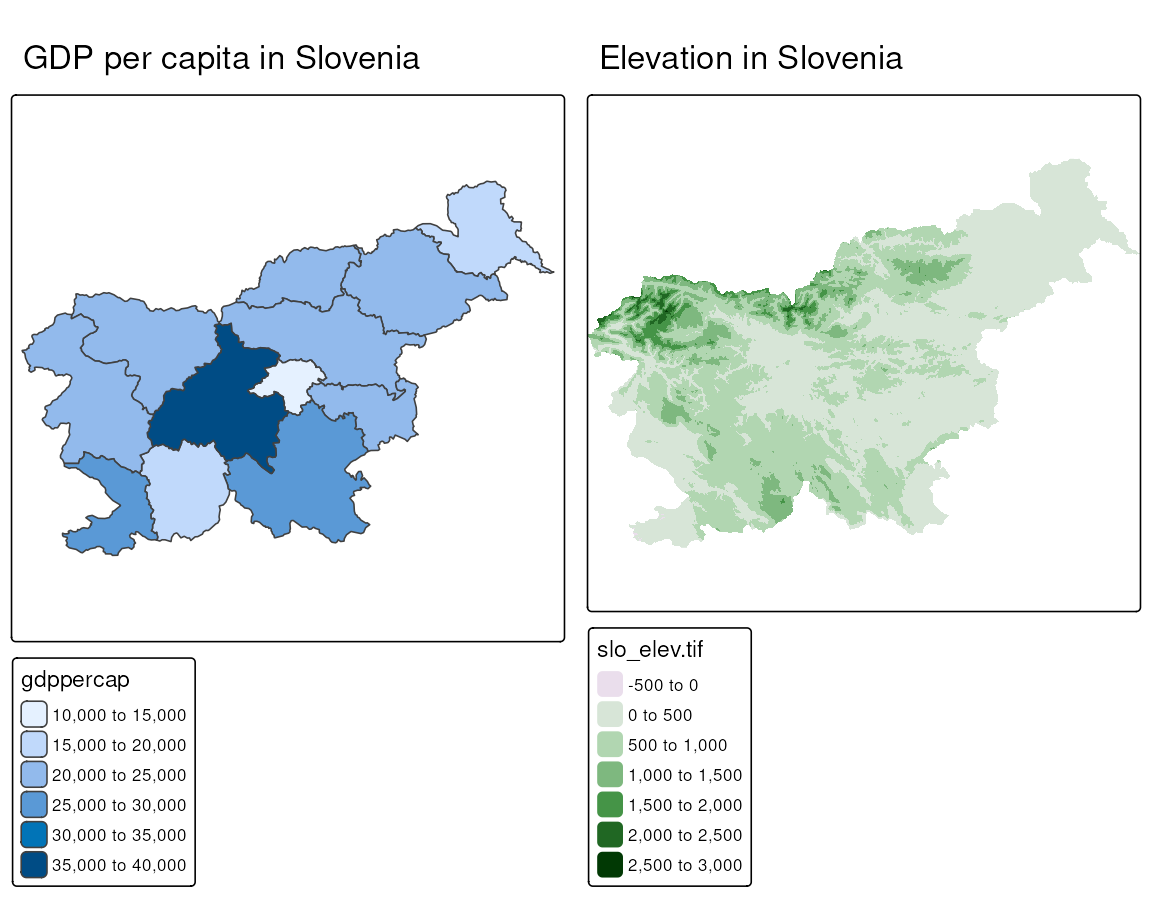 GDP per capita in Slovenia
Elevation in Slovenia
gdppercap
10,000 to 15,000
15,000 to 20,000
20,000 to 25,000
25,000 to 30,000
30,000 to 35,000
35,000 to 40,000
slo_elev.tif
-500 to 0
0 to 500
500 to 1,000
1,000 to 1,500
1,500 to 2,000
2,000 to 2,500
2,500 to 3,000